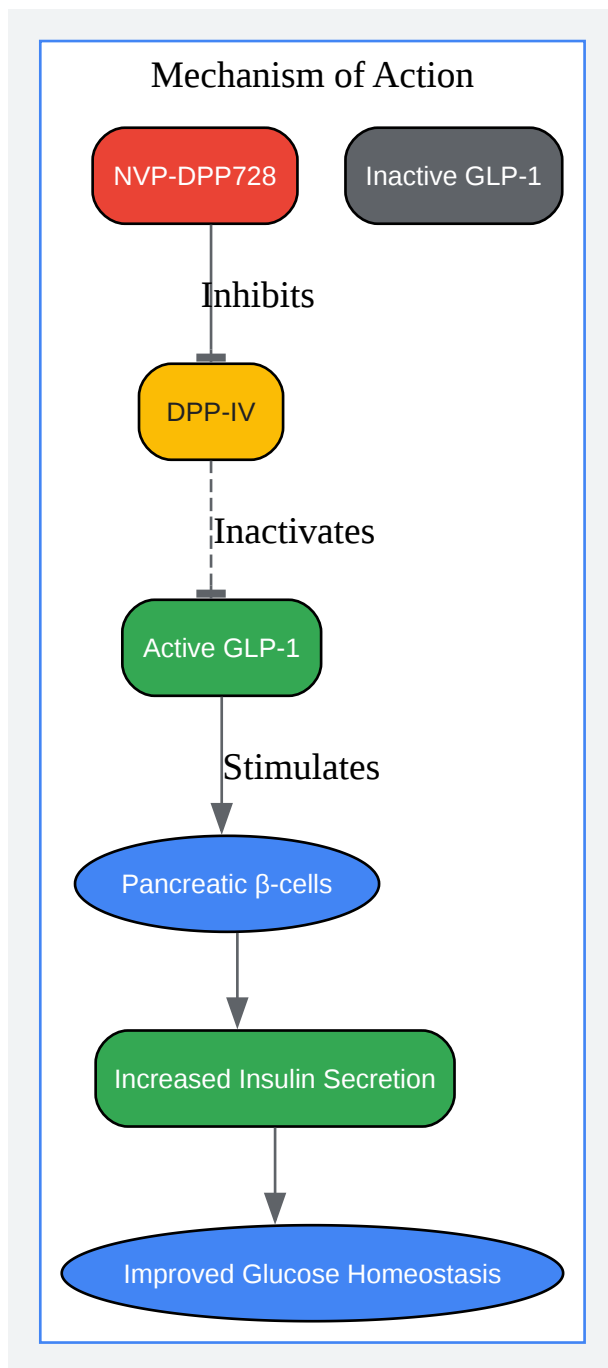 Mechanism of Action
NVP-DPP728
Inactive GLP-1
Inhibits
DPP-IV
Inactivates
Active GLP-1
Stimulates
Pancreatic β-cells
Increased Insulin Secretion
Improved Glucose Homeostasis